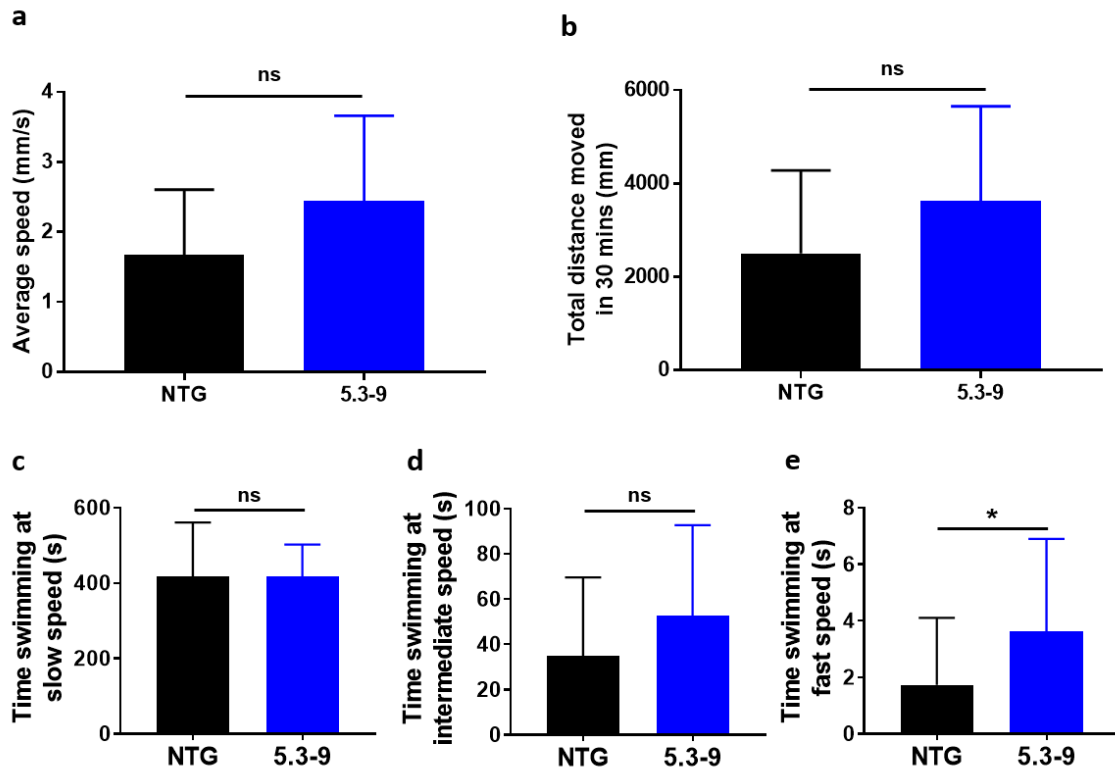 a
ns
Average speed (mm/s)
4
3
2
1
0
NTG 5.3-9
b
ns
Total distance moved
in 30 mins (mm)
6000
4000
2000
0
NTG 5.3-9
c
ns
Time swimming at
slow speed (s)
600
400
200
0
NTG 5.3-9
d
ns
Time swimming at
intermediate speed (s)
100
80
60
40
20
0
NTG 5.3-9
e
*
Time swimming at
fast speed (s)
8
6
4
2
0
NTG 5.3-9